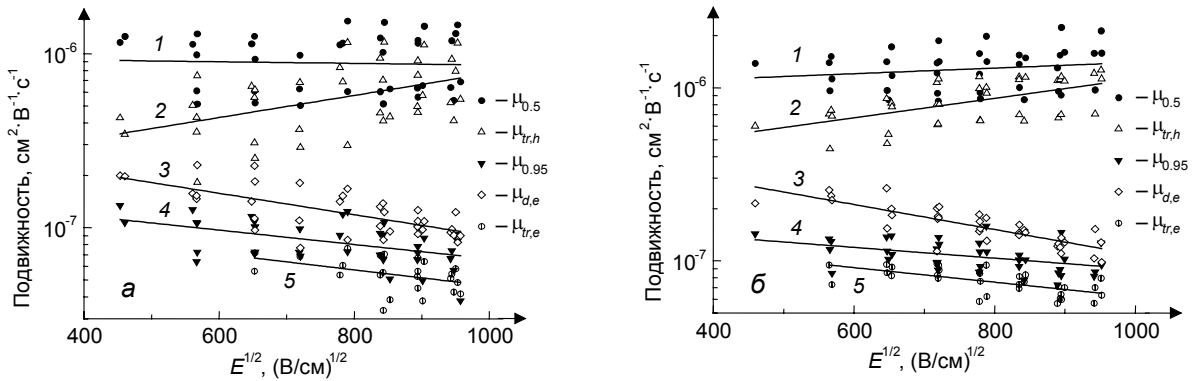 Подвижность, см²·В⁻¹·с⁻¹
10⁻⁶
10⁻⁷
1
2
3
4
5
а
400 600 800 1000
E^1/2, (В/см)^1/2
– μ0.5
– μtr,h
– μ0.95
– μd,e
– μtr,e
Подвижность, см²·В⁻¹·с⁻¹
10⁻⁶
10⁻⁷
1
2
3
4
5
б
400 600 800 1000
E^1/2, (В/см)^1/2
– μ0.5
– μtr,h
– μ0.95
– μd,e
– μtr,e